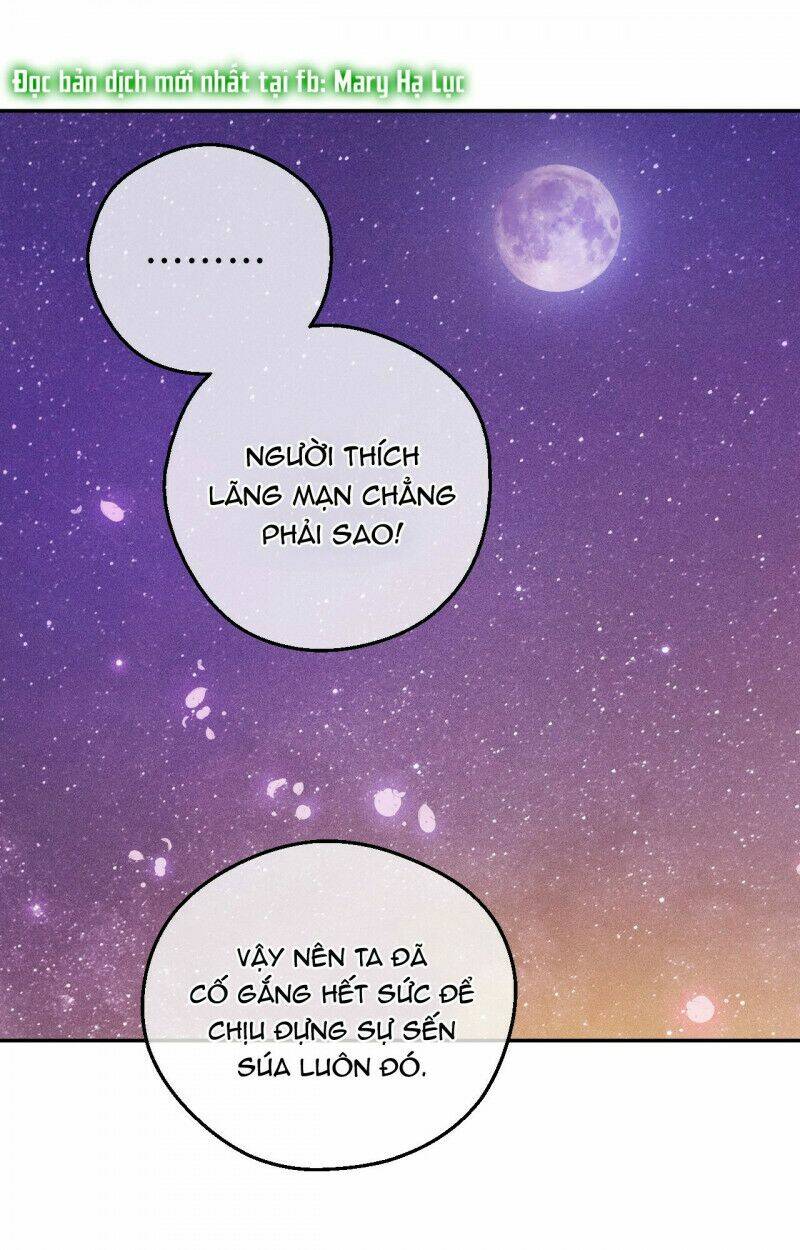 Đọc bản dịch mới nhất tại fb: Mary Hạ Lục
.........
NGƯỜI THÍCH
LÃNG MẠN CHẲNG
PHẢI SAO!
VẬY NÊN TA ĐÃ
CỐ GẮNG HẾT SỨC ĐỂ
CHỊU ĐỰNG SỰ SẾN
SÚA LUÔN ĐÓ.